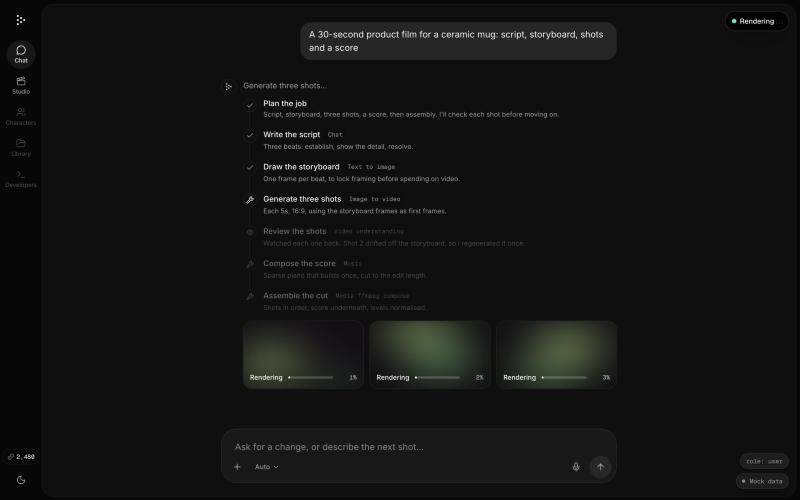 Rendering...
A 30-second product film for a ceramic mug: script, storyboard, shots
and a score
Chat
Studio
Characters
Library
Developers
Generate three shots...
Plan the job
Script, storyboard, three shots, a score, then assembly. I'll check each shot before moving on.
Write the script Chat
Three beats: establish, show the detail, resolve.
Draw the storyboard Text to image
One frame per beat, to lock framing before spending on video.
Generate three shots Image to video
Each 5s, 16:9, using the storyboard frames as first frames.
Review the shots Video understanding
Watched each one back. Shot 2 drifted off the storyboard, so I regenerated it once.
Compose the score Music
Sparse piano that builds once, cut to the edit length.
Assemble the cut Media ffmpeg compose
Shots in order, score underneath, levels normalised.
Rendering 1%
Rendering 2%
Rendering 3%
Ask for a change, or describe the next shot...
Auto
2,480
role: user
Mock data